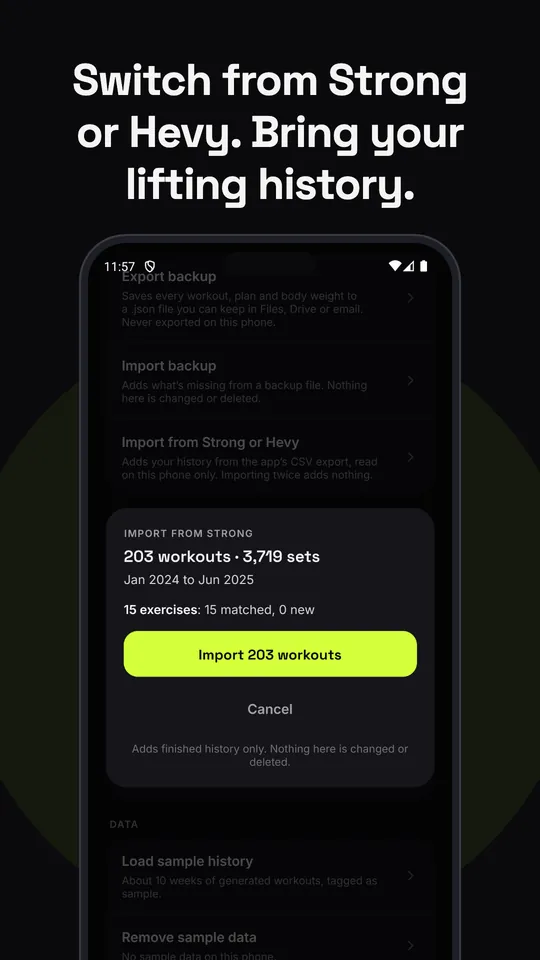 Switch from Strong
or Hevy. Bring your
lifting history.
11:57
Export backup
Saves every workout, plan and body weight to
a .json file you can keep in Files, Drive or email.
Never exported on this phone.
Import backup
Adds what's missing from a backup file. Nothing
here is changed or deleted.
Import from Strong or Hevy
Adds your history from the app's CSV export, read
on this phone only. Importing twice adds nothing.
IMPORT FROM STRONG
203 workouts · 3,719 sets
Jan 2024 to Jun 2025
15 exercises: 15 matched, 0 new
Import 203 workouts
Cancel
Adds finished history only. Nothing here is changed or
deleted.
DATA
Load sample history
About 10 weeks of generated workouts, tagged as
sample.
Remove sample data
No sample data on this phone.